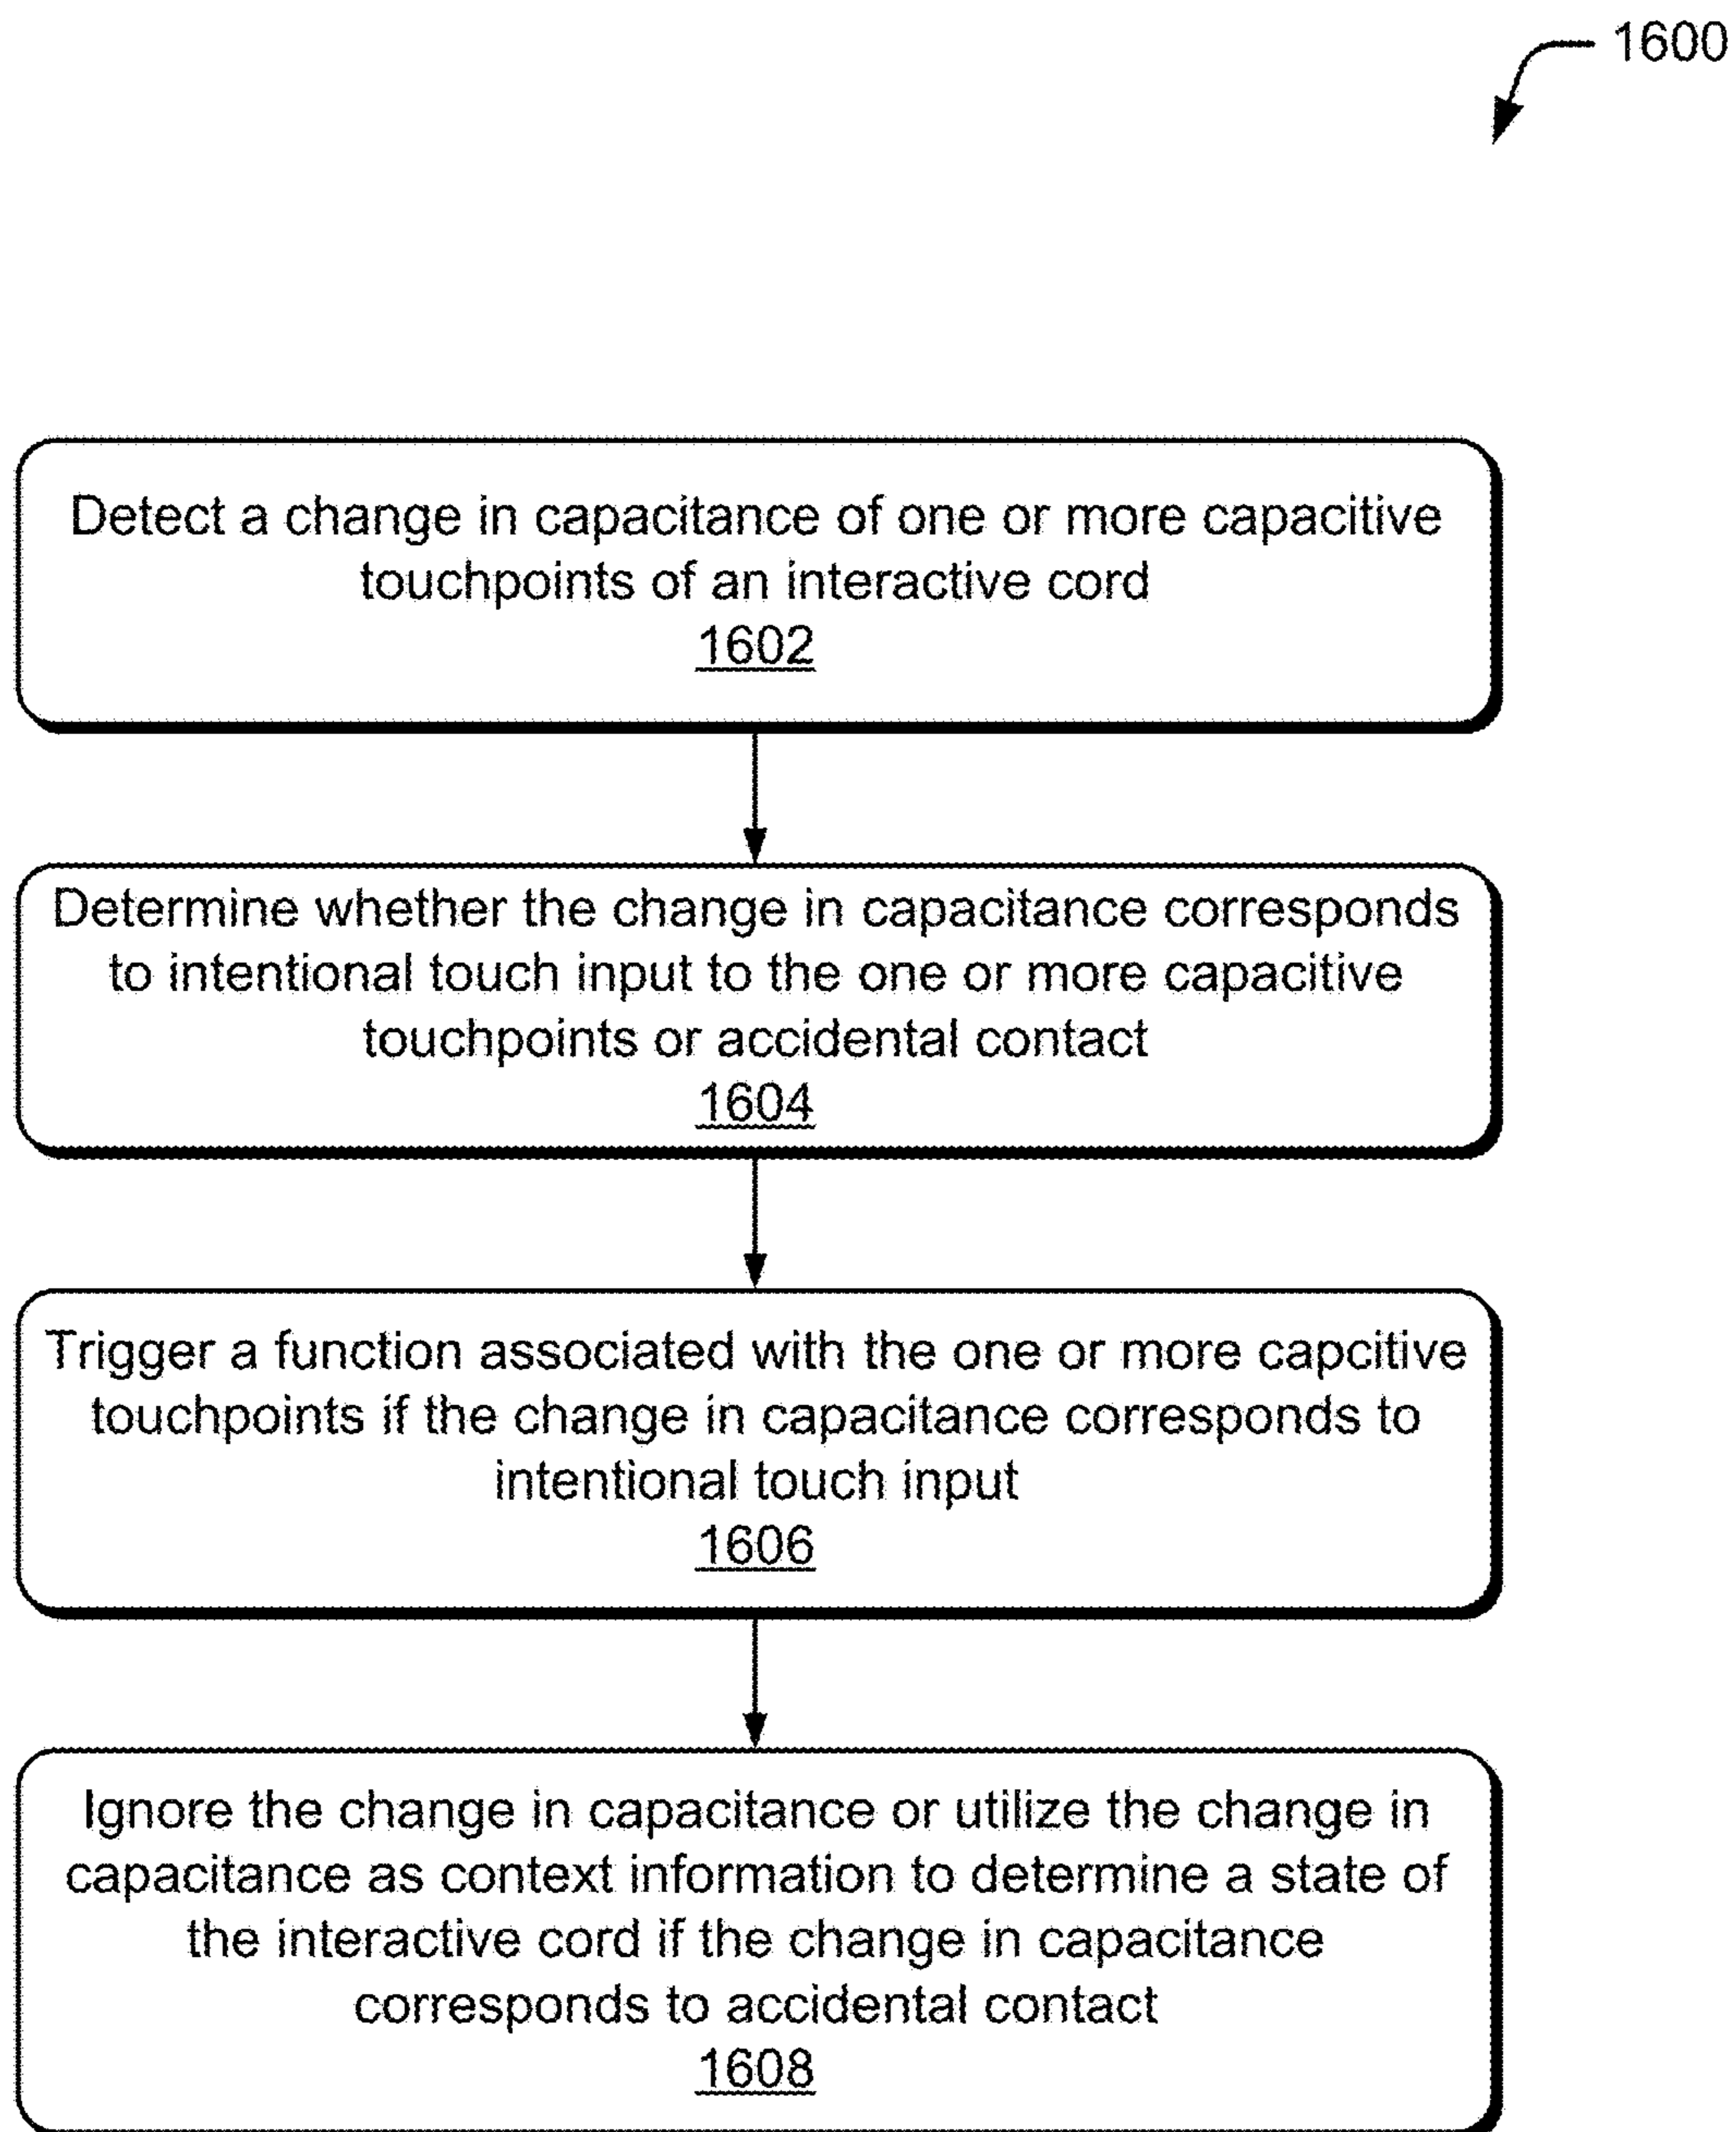 1600
Detect a change in capacitance of one or more capacitive
touchpoints of an interactive cord
1602
Determine whether the change in capacitance corresponds
to intentional touch input to the one or more capacitive
touchpoints or accidental contact
1604
Trigger a function associated with the one or more capcitive
touchpoints if the change in capacitance corresponds to
intentional touch input
1606
Ignore the change in capacitance or utilize the change in
capacitance as context information to determine a state of
the interactive cord if the change in capacitance
corresponds to accidental contact
1608